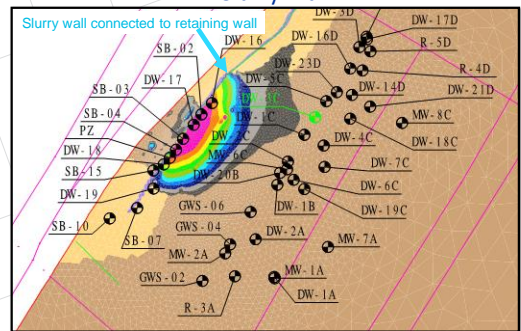 Slurry wall connected to retaining wall
DW-3D
DW-17D
DW-16
DW-16D
SB-02
R-5D
DW-23D
DW-17
R-4D
DW-5C
SB-03
DW-14D
DW-21D
SB-04
DW-1C
MW-8C
PZ
DW-2C
DW-4C
DW-18C
DW-18
MW-6C
SB-15
DW-7C
DW-20B
DW-19
DW-6C
GWS-06
DW-19C
DW-1B
SB-10
GWS-04
DW-2A
SB-07
MW-2A
MW-7A
GWS-02
MW-1A
R-3A
DW-1A